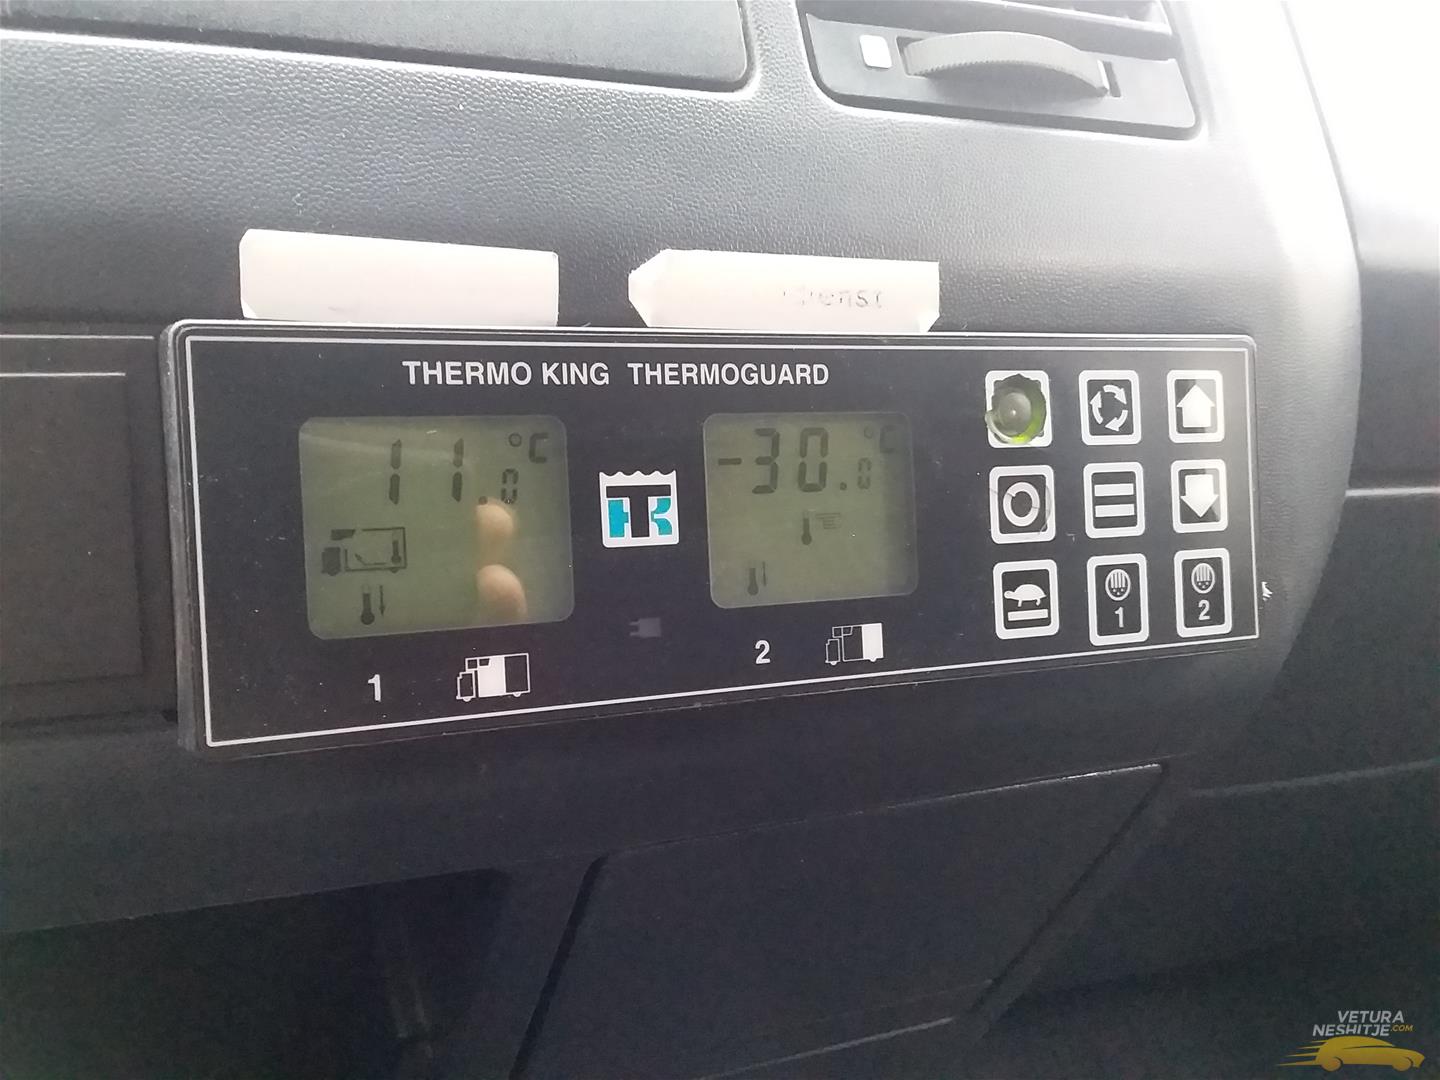 THERMO KING THERMOGUARD
11.0 °C
-30.0 °C
TK
1
2
1
2
VETURA
NESHITJE.COM